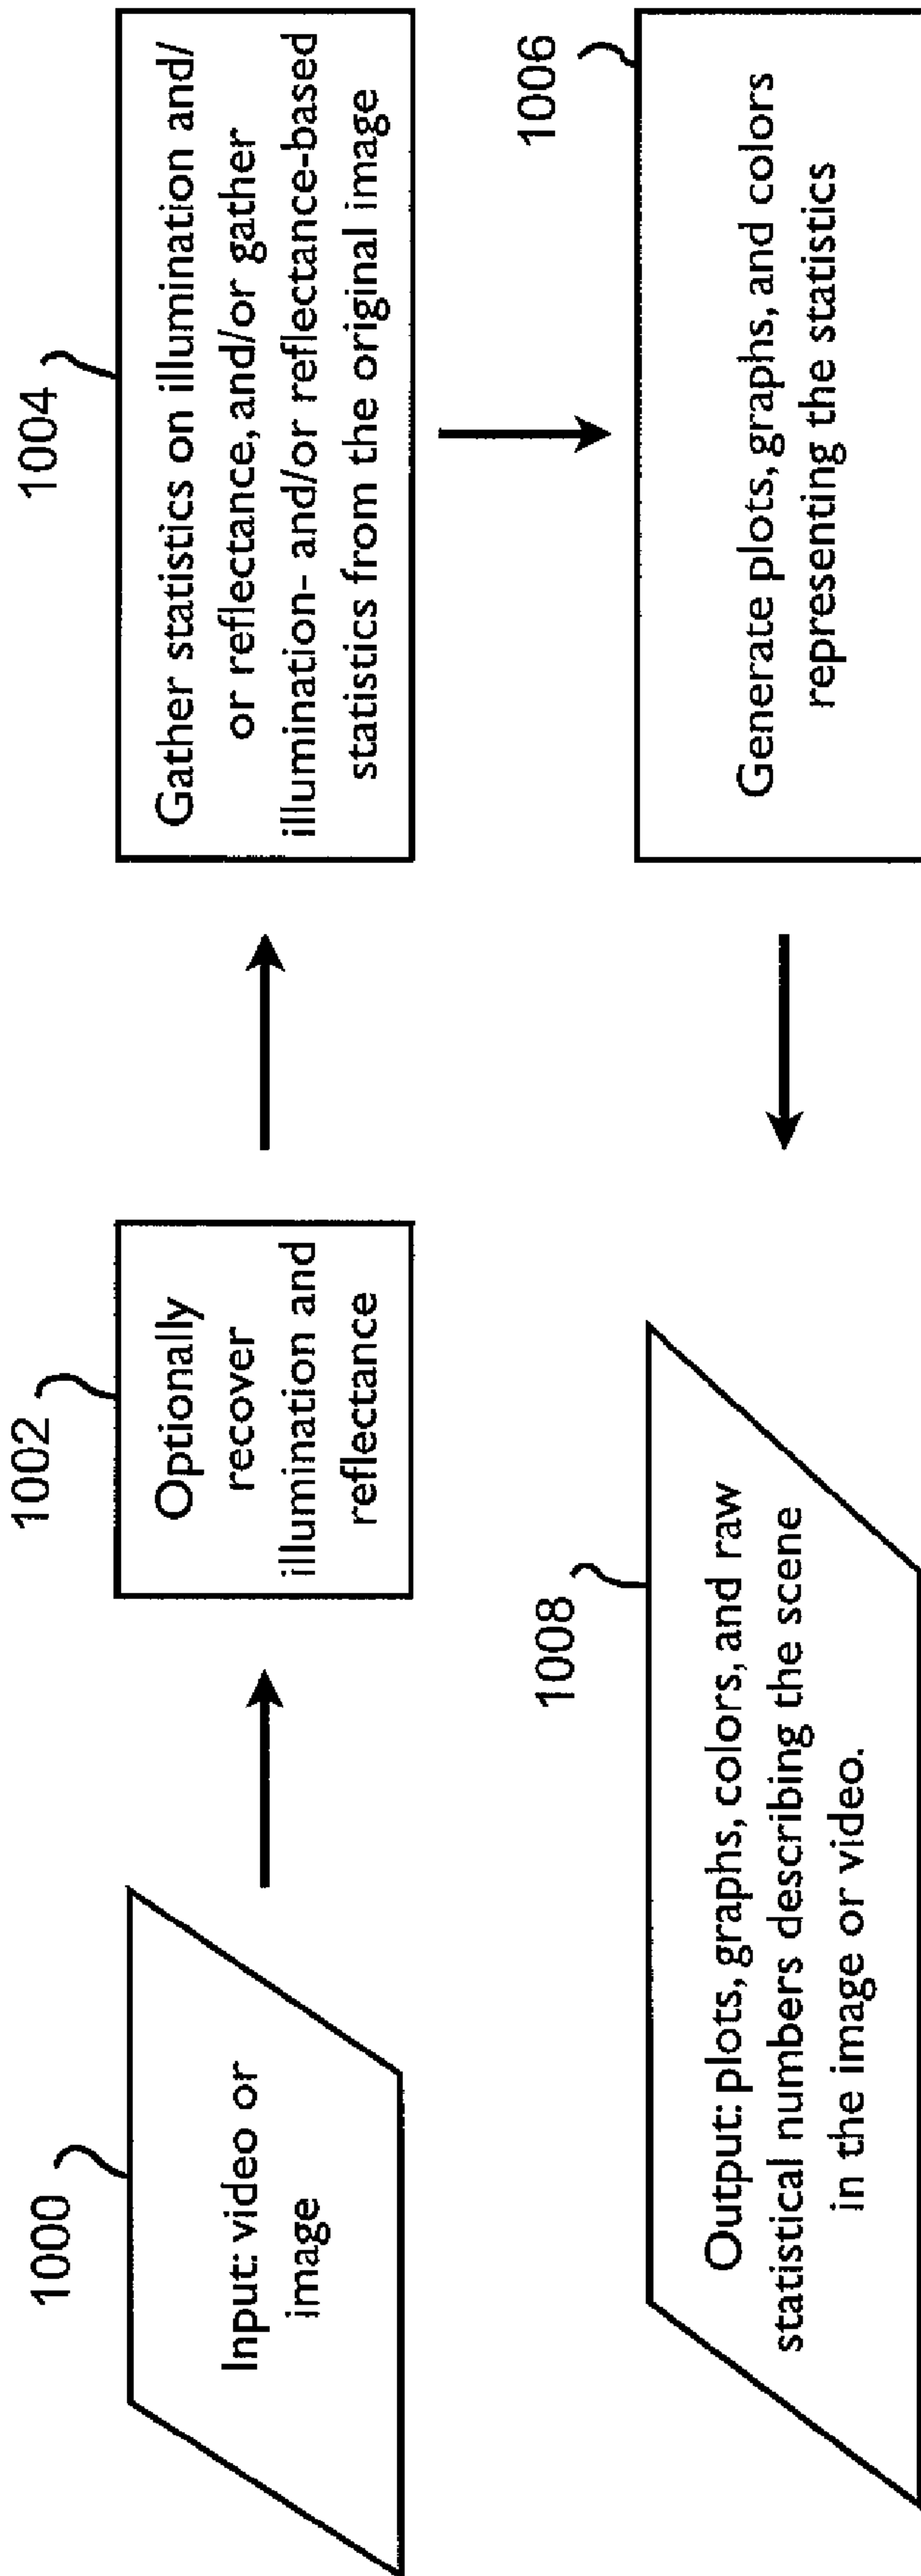 1000
Input: video or
image
1002
Optionally
recover
illumination and
reflectance
1004
Gather statistics on illumination and/
or reflectance, and/or gather
illumination- and/or reflectance-based
statistics from the original image
1006
Generate plots, graphs, and colors
representing the statistics
1008
Output: plots, graphs, colors, and raw
statistical numbers describing the scene
in the image or video.